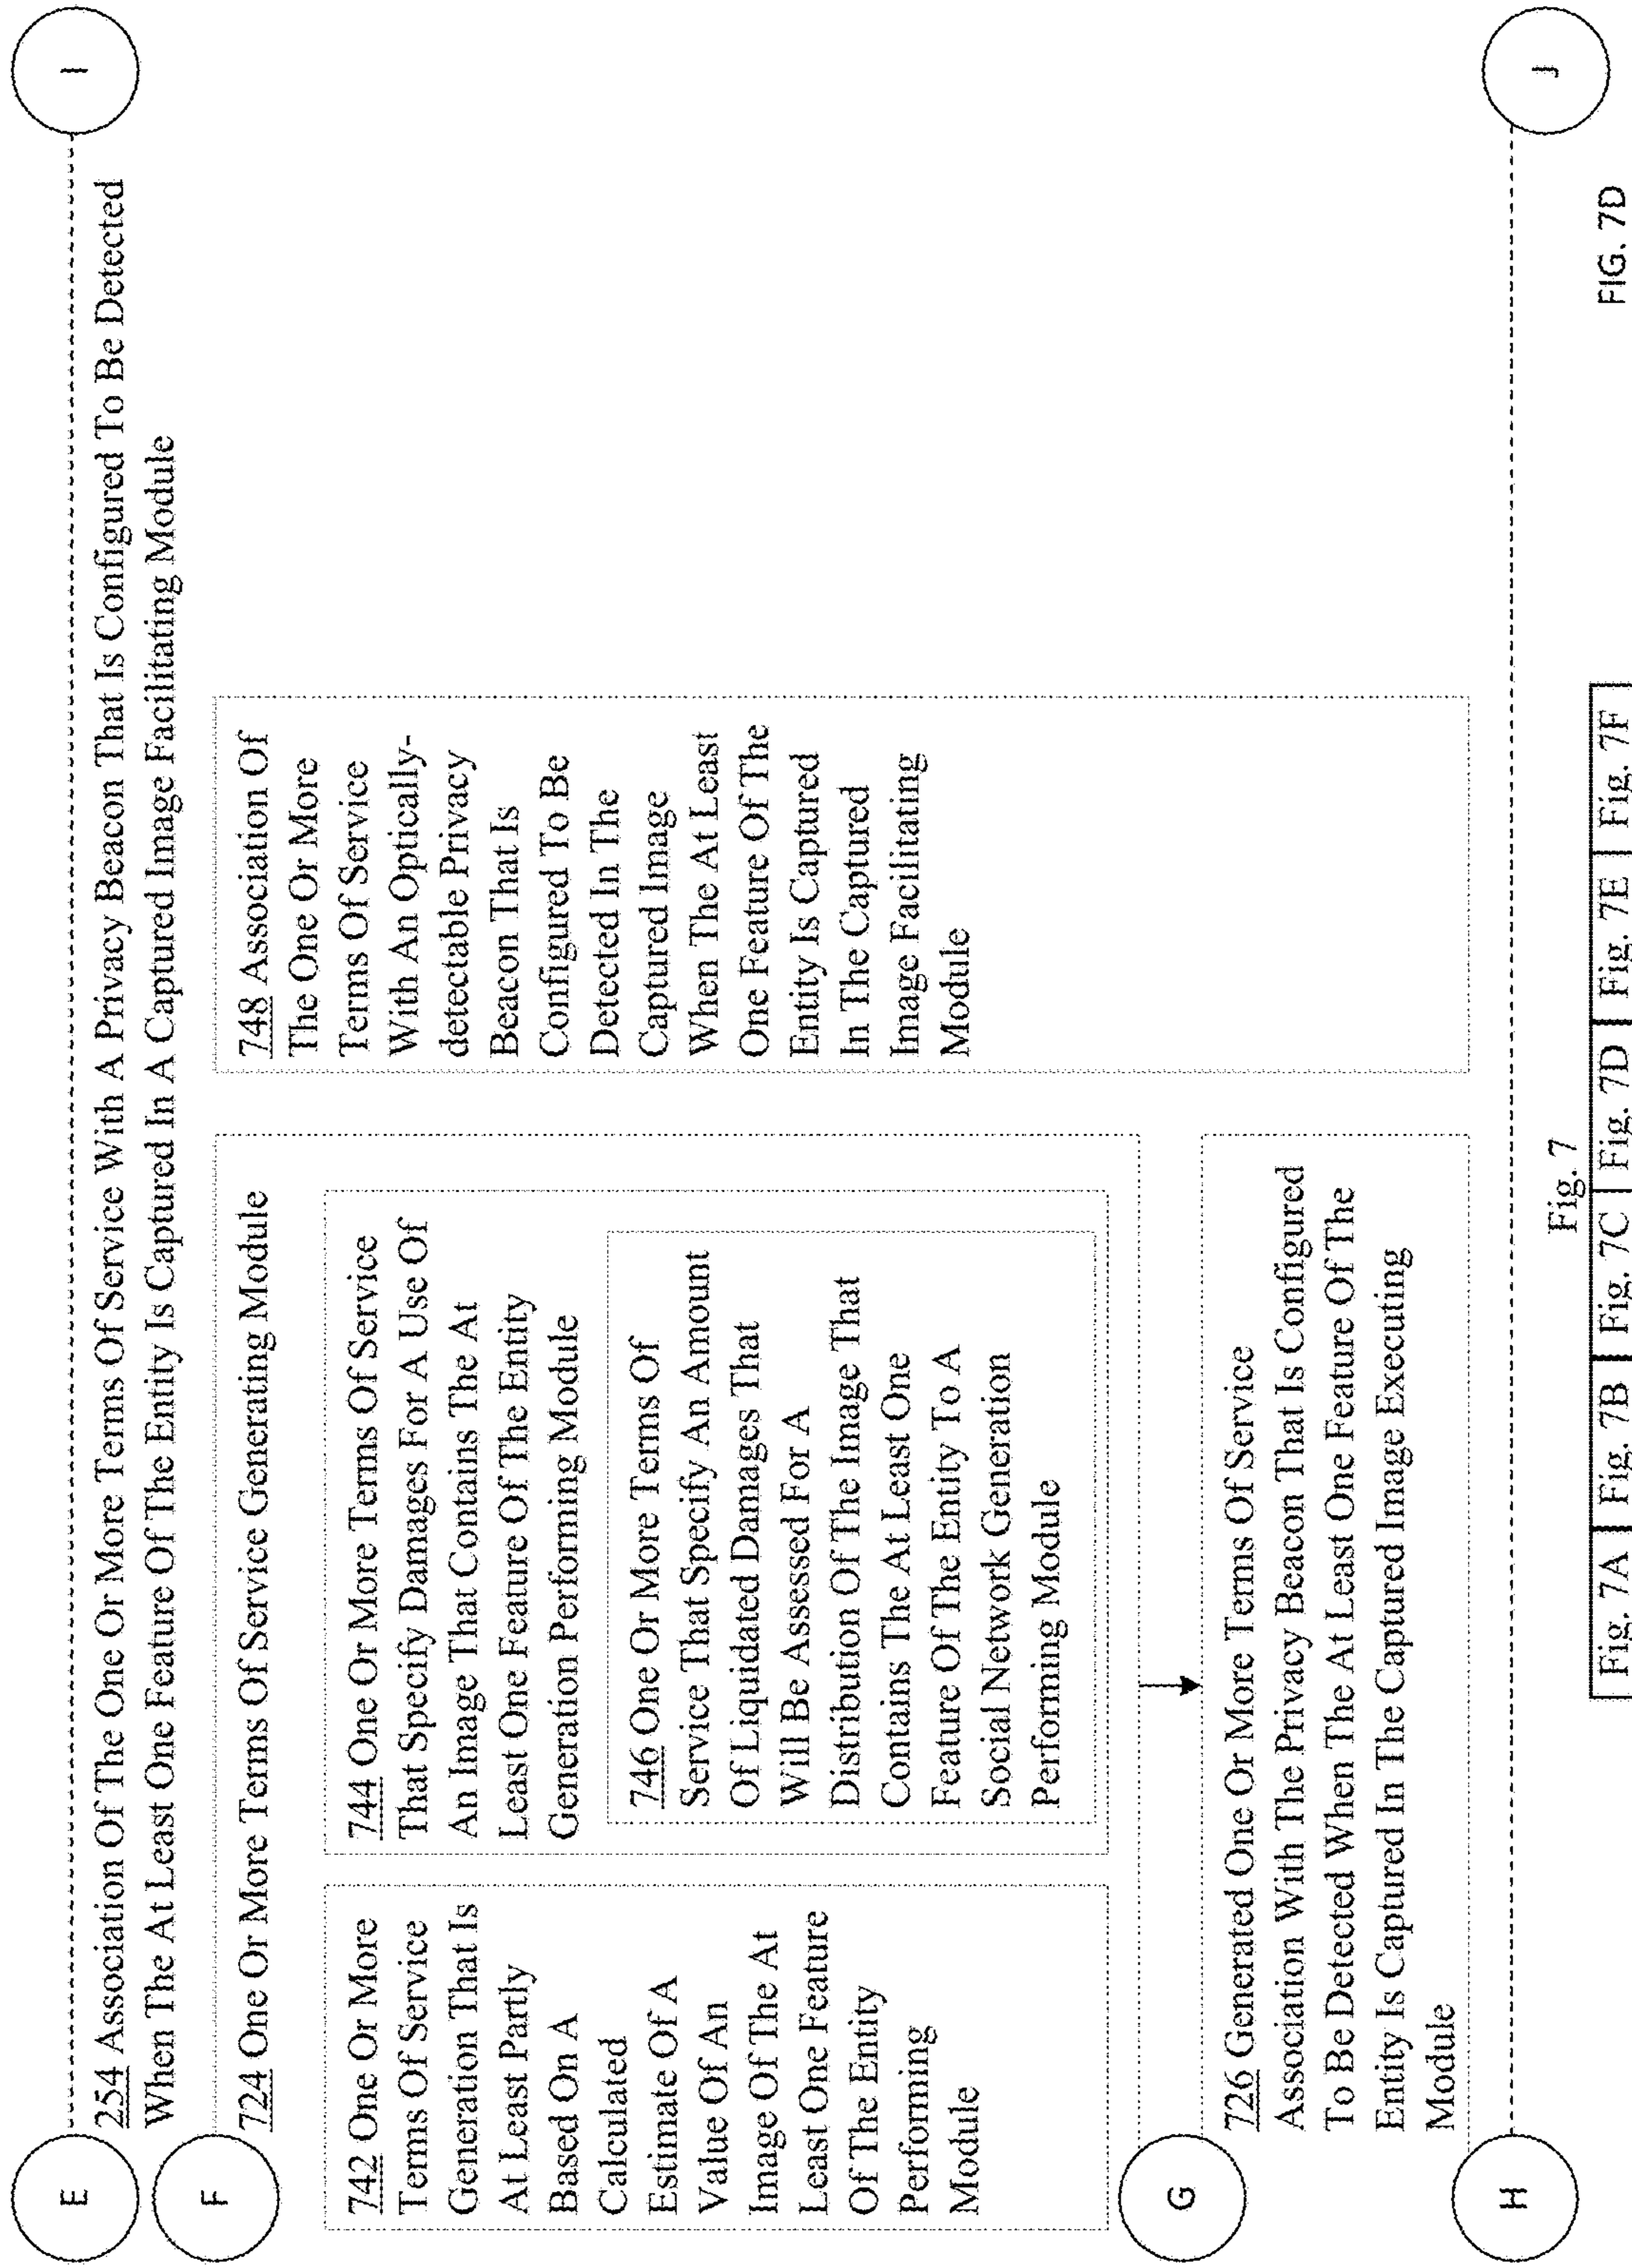 E
I
254 Association Of The One Or More Terms Of Service With A Privacy Beacon That Is Configured To Be Detected
When The At Least One Feature Of The Entity Is Captured In A Captured Image Facilitating Module
F
724 One Or More Terms Of Service Generating Module
742 One Or More
Terms Of Service
Generation That Is
At Least Partly
Based On A
Calculated
Estimate Of A
Value Of An
Image Of The At
Least One Feature
Of The Entity
Performing
Module
744 One Or More Terms Of Service
That Specify Damages For A Use Of
An Image That Contains The At
Least One Feature Of The Entity
Generation Performing Module
746 One Or More Terms Of
Service That Specify An Amount
Of Liquidated Damages That
Will Be Assessed For A
Distribution Of The Image That
Contains The At Least One
Feature Of The Entity To A
Social Network Generation
Performing Module
748 Association Of
The One Or More
Terms Of Service
With An Optically-
detectable Privacy
Beacon That Is
Configured To Be
Detected In The
Captured Image
When The At Least
One Feature Of The
Entity Is Captured
In The Captured
Image Facilitating
Module
G
726 Generated One Or More Terms Of Service
Association With The Privacy Beacon That Is Configured
To Be Detected When The At Least One Feature Of The
Entity Is Captured In The Captured Image Executing
Module
H
J
Fig. 7
Fig. 7A Fig. 7B Fig. 7C Fig. 7D Fig. 7E Fig. 7F
FIG. 7D